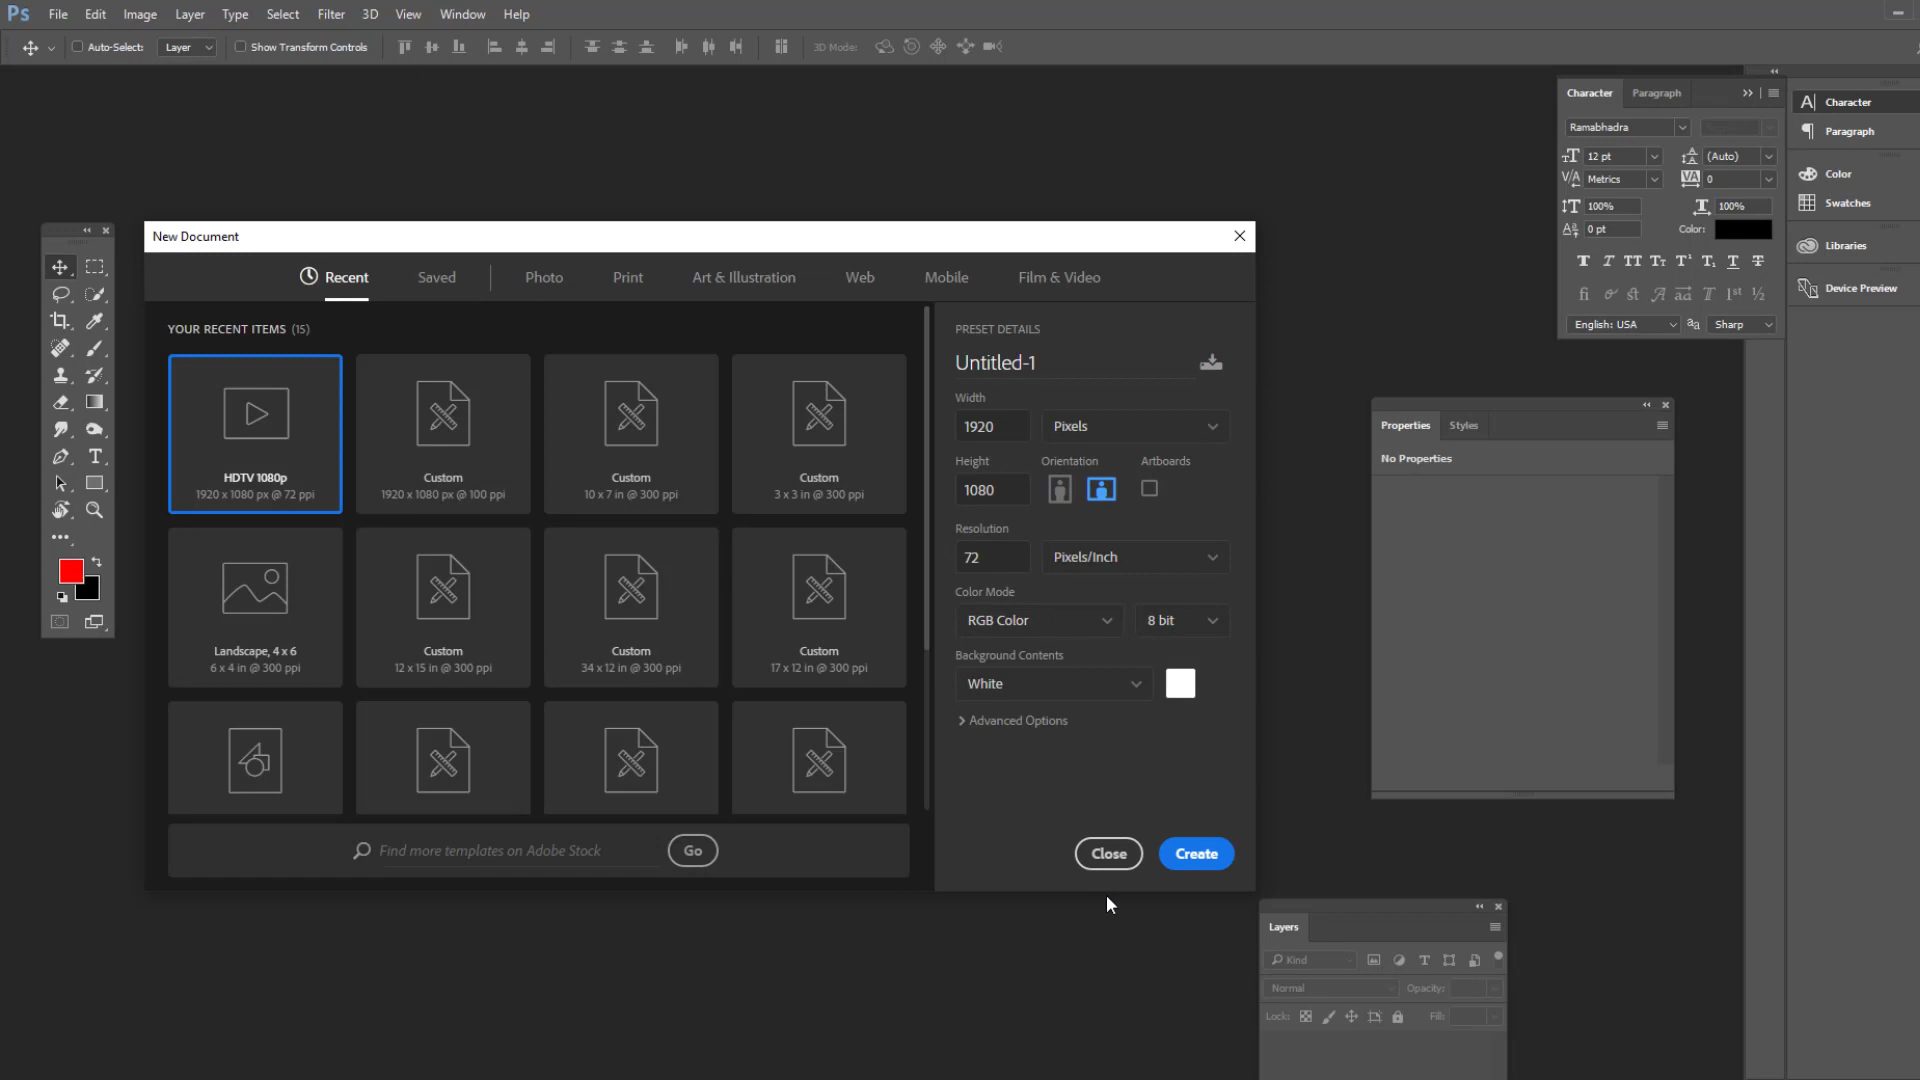 Ps File Edit Image Layer Type Select Filter 3D View Window Help
Auto-Select: Layer Show Transform Controls 3D Mode:
New Document
Recent Saved Photo Print Art & Illustration Web Mobile Film & Video
YOUR RECENT ITEMS (15)
HDTV 1080p
1920 x 1080 px @ 72 ppi
Custom
1920 x 1080 px @ 100 ppi
Custom
10 x 7 in @ 300 ppi
Custom
3 x 3 in @ 300 ppi
Landscape, 4 x 6
6 x 4 in @ 300 ppi
Custom
12 x 15 in @ 300 ppi
Custom
34 x 12 in @ 300 ppi
Custom
17 x 12 in @ 300 ppi
Find more templates on Adobe Stock Go
PRESET DETAILS
Untitled-1
Width
1920 Pixels
Height Orientation Artboards
1080
Resolution
72 Pixels/Inch
Color Mode
RGB Color 8 bit
Background Contents
White
Advanced Options
Close Create
Character Paragraph
Ramabhadra
12 pt (Auto)
Metrics 0
100% 100%
0 pt Color:
English: USA Sharp
Character
Paragraph
Color
Swatches
Libraries
Device Preview
Properties Styles
No Properties
Layers
Kind
Normal Opacity:
Lock: Fill: